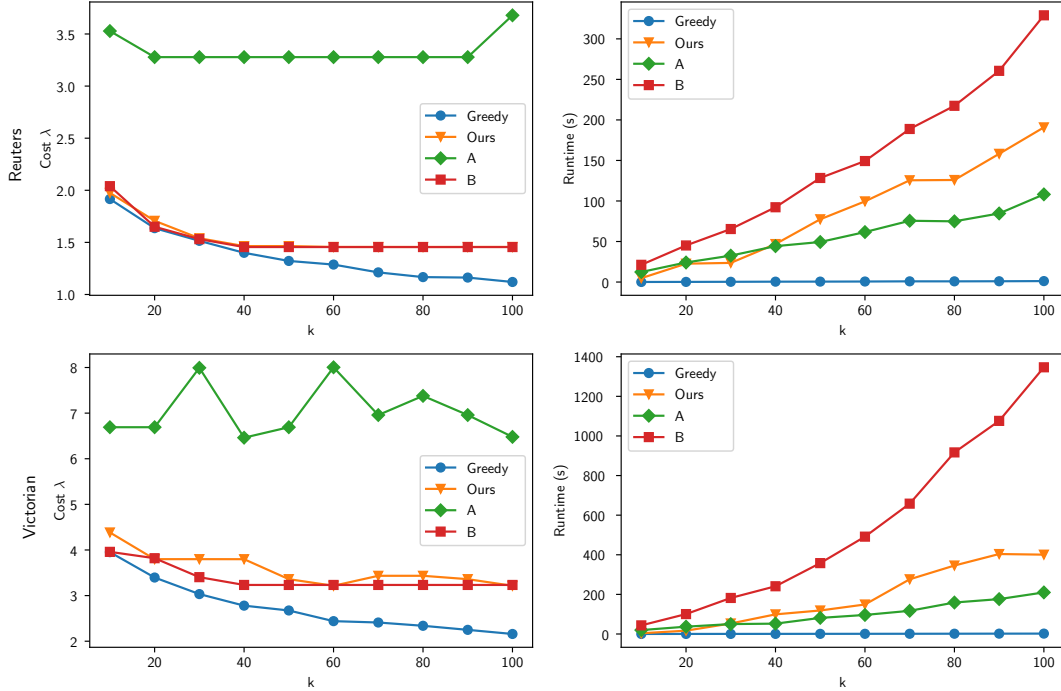 Reuters
Cost λ
3.5
3.0
2.5
2.0
1.5
1.0
20
40
60
80
100
k
Greedy
Ours
A
B
Runtime (s)
300
250
200
150
100
50
0
20
40
60
80
100
k
Greedy
Ours
A
B
Victorian
Cost λ
8
7
6
5
4
3
2
20
40
60
80
100
k
Greedy
Ours
A
B
Runtime (s)
1400
1200
1000
800
600
400
200
0
20
40
60
80
100
k
Greedy
Ours
A
B